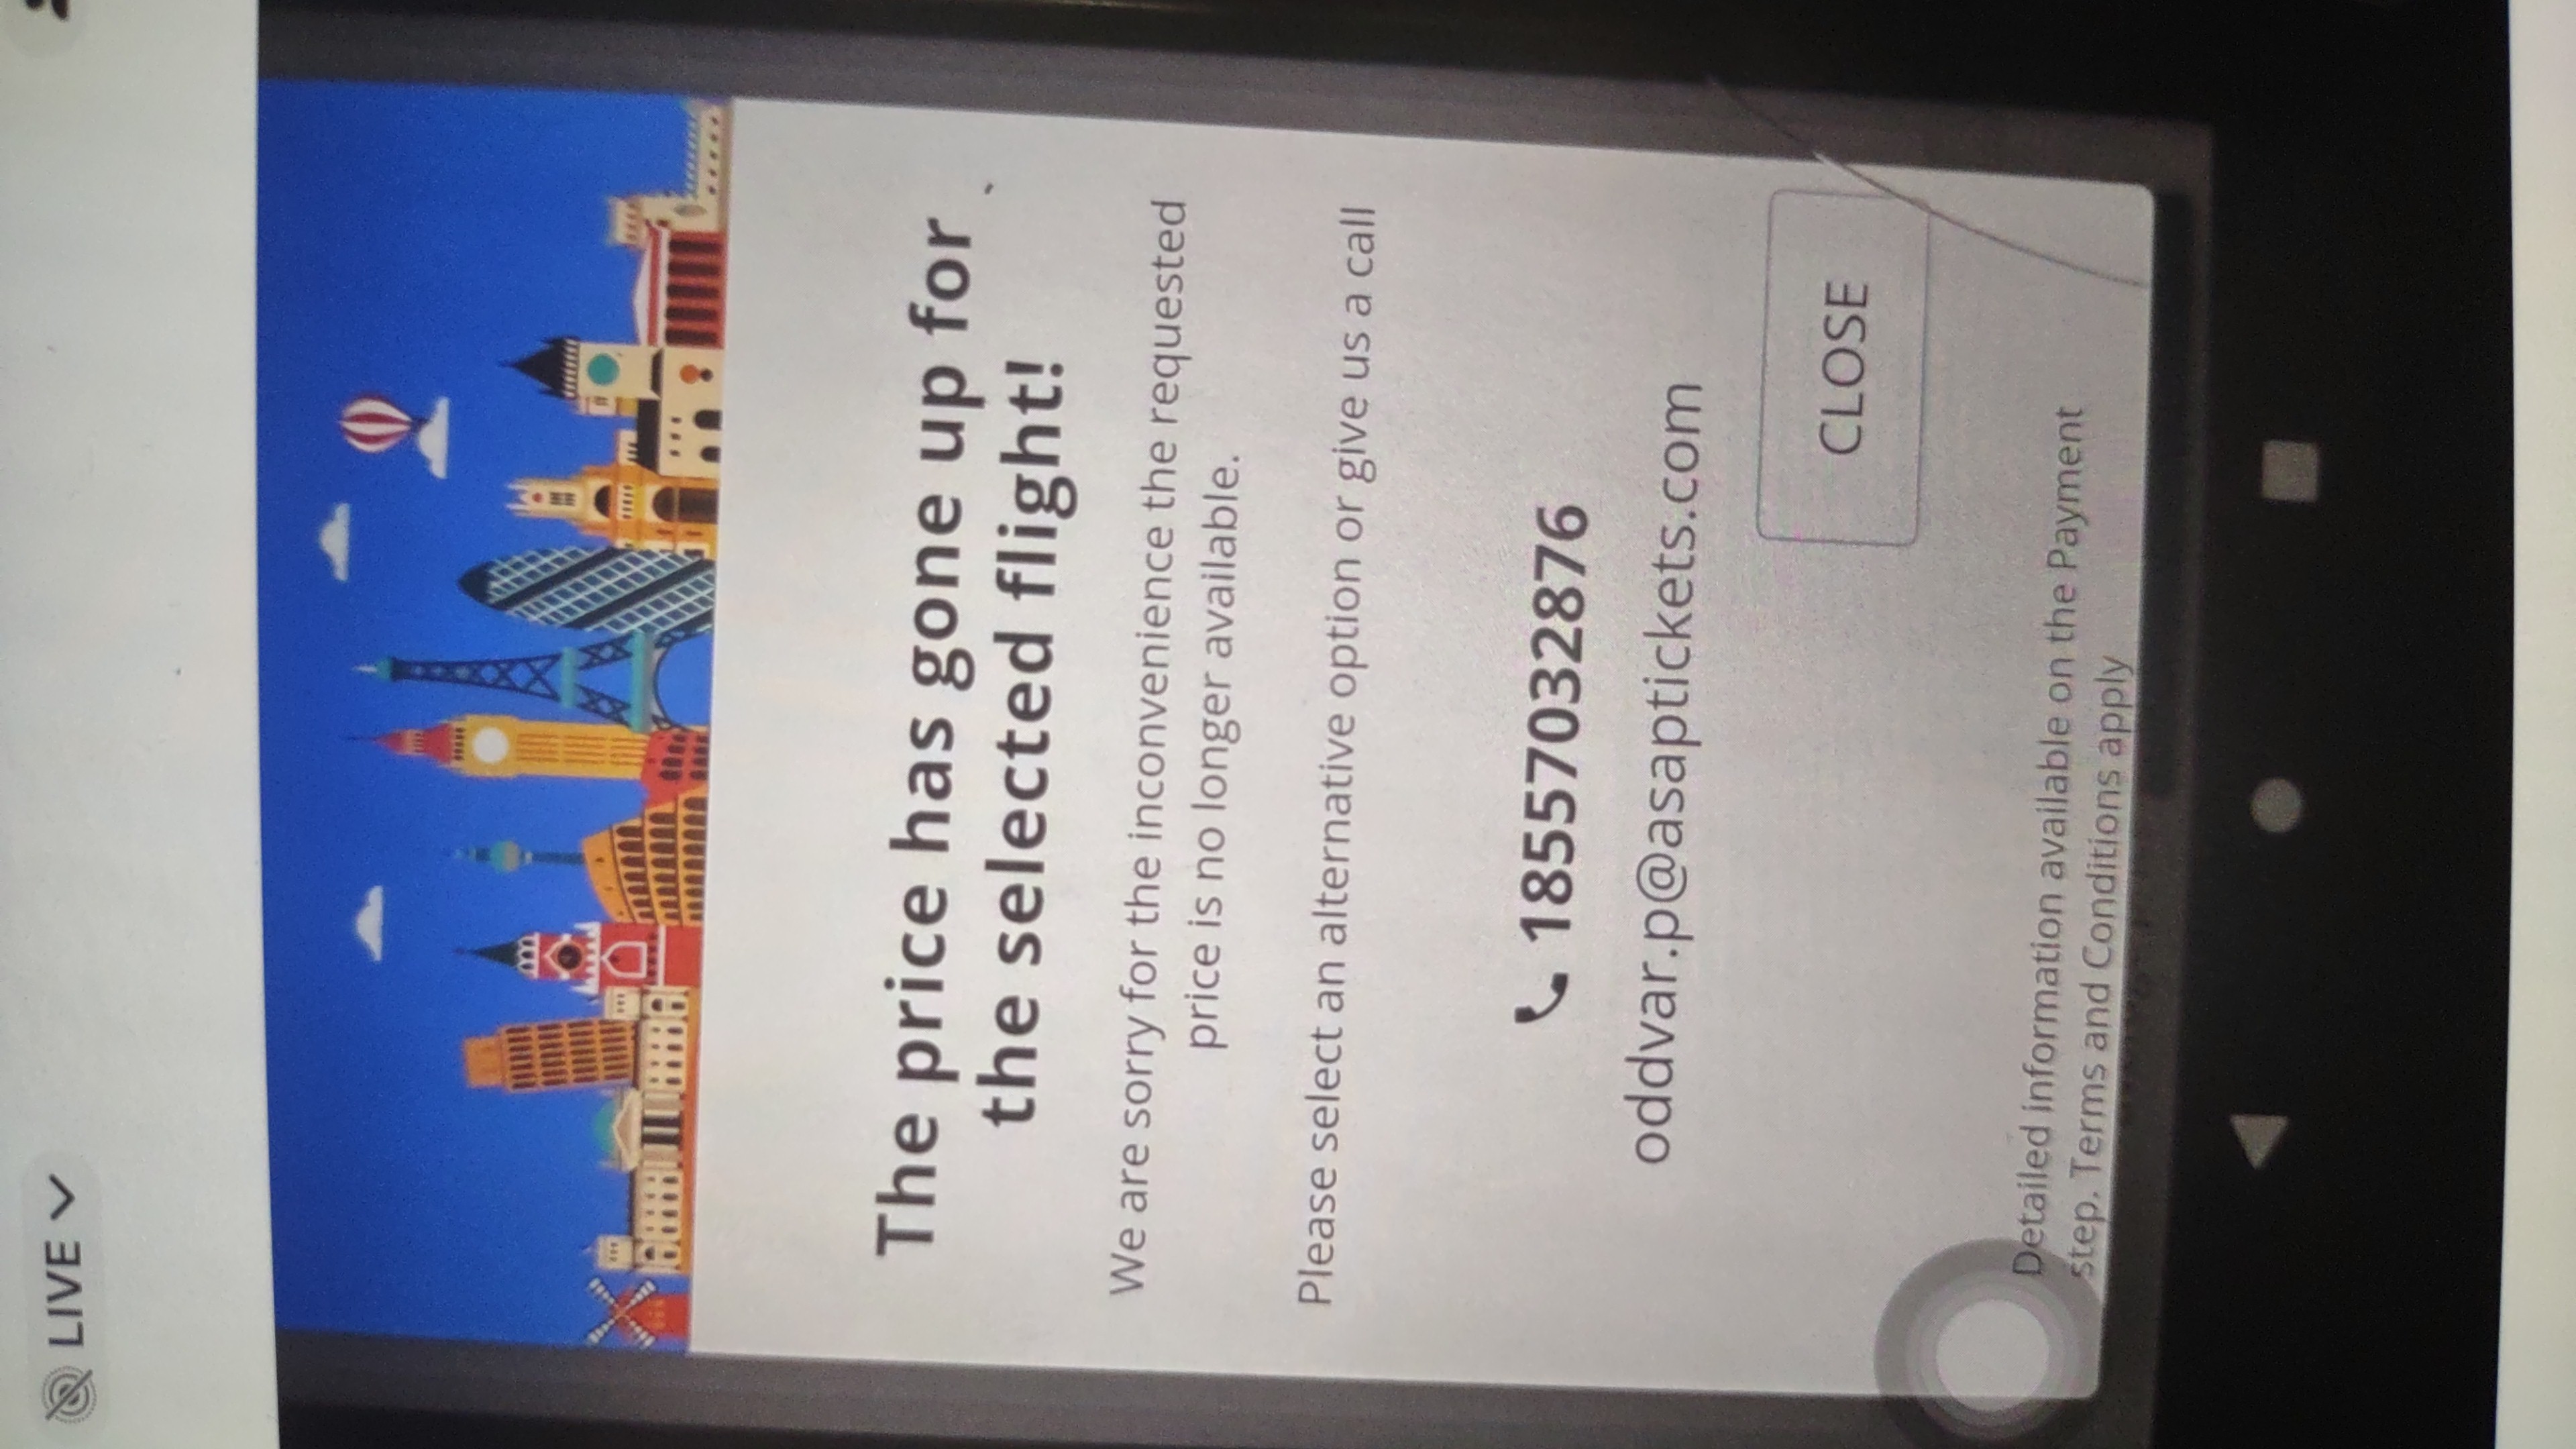 LIVE
The price has gone up for
the selected flight!
We are sorry for the inconvenience the requested
price is no longer available.
Please select an alternative option or give us a call
18557032876
oddvar.p@asaptickets.com
CLOSE
Detailed information available on the Payment
step. Terms and Conditions apply